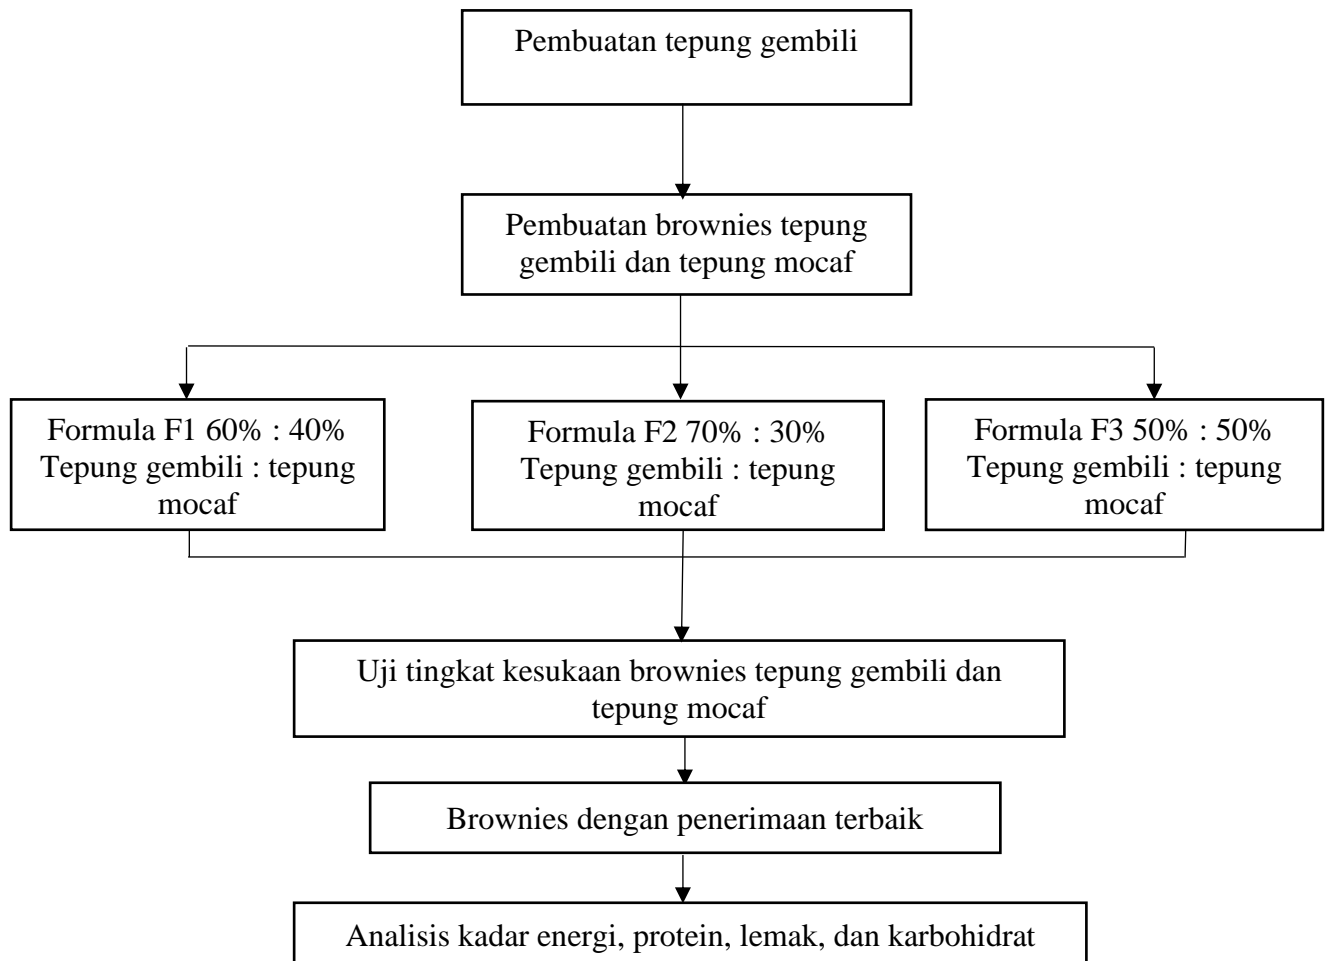 Pembuatan tepung gembili
Pembuatan brownies tepung
gembili dan tepung mocaf
Formula F1 60% : 40%
Tepung gembili : tepung
mocaf
Formula F2 70% : 30%
Tepung gembili : tepung
mocaf
Formula F3 50% : 50%
Tepung gembili : tepung
mocaf
Uji tingkat kesukaan brownies tepung gembili dan
tepung mocaf
Brownies dengan penerimaan terbaik
Analisis kadar energi, protein, lemak, dan karbohidrat